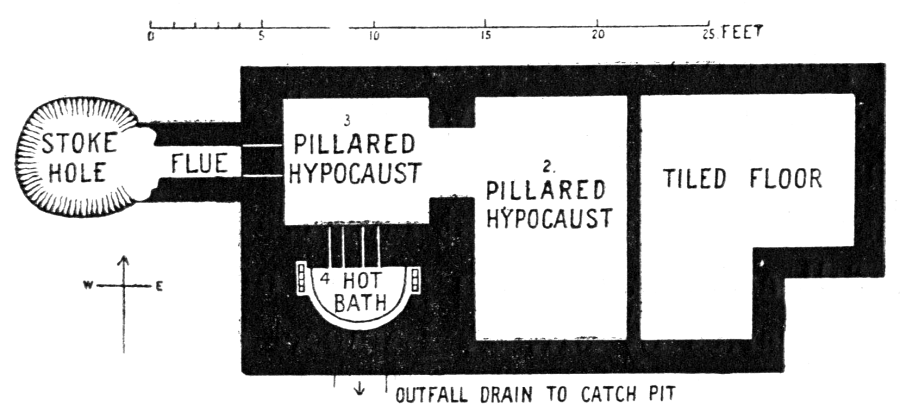 0 5 10 15 20 25 FEET
STOKE
HOLE
FLUE
3
PILLARED
HYPOCAUST
2.
PILLARED
HYPOCAUST
TILED FLOOR
4 HOT
BATH
W E
OUTFALL DRAIN TO CATCH PIT